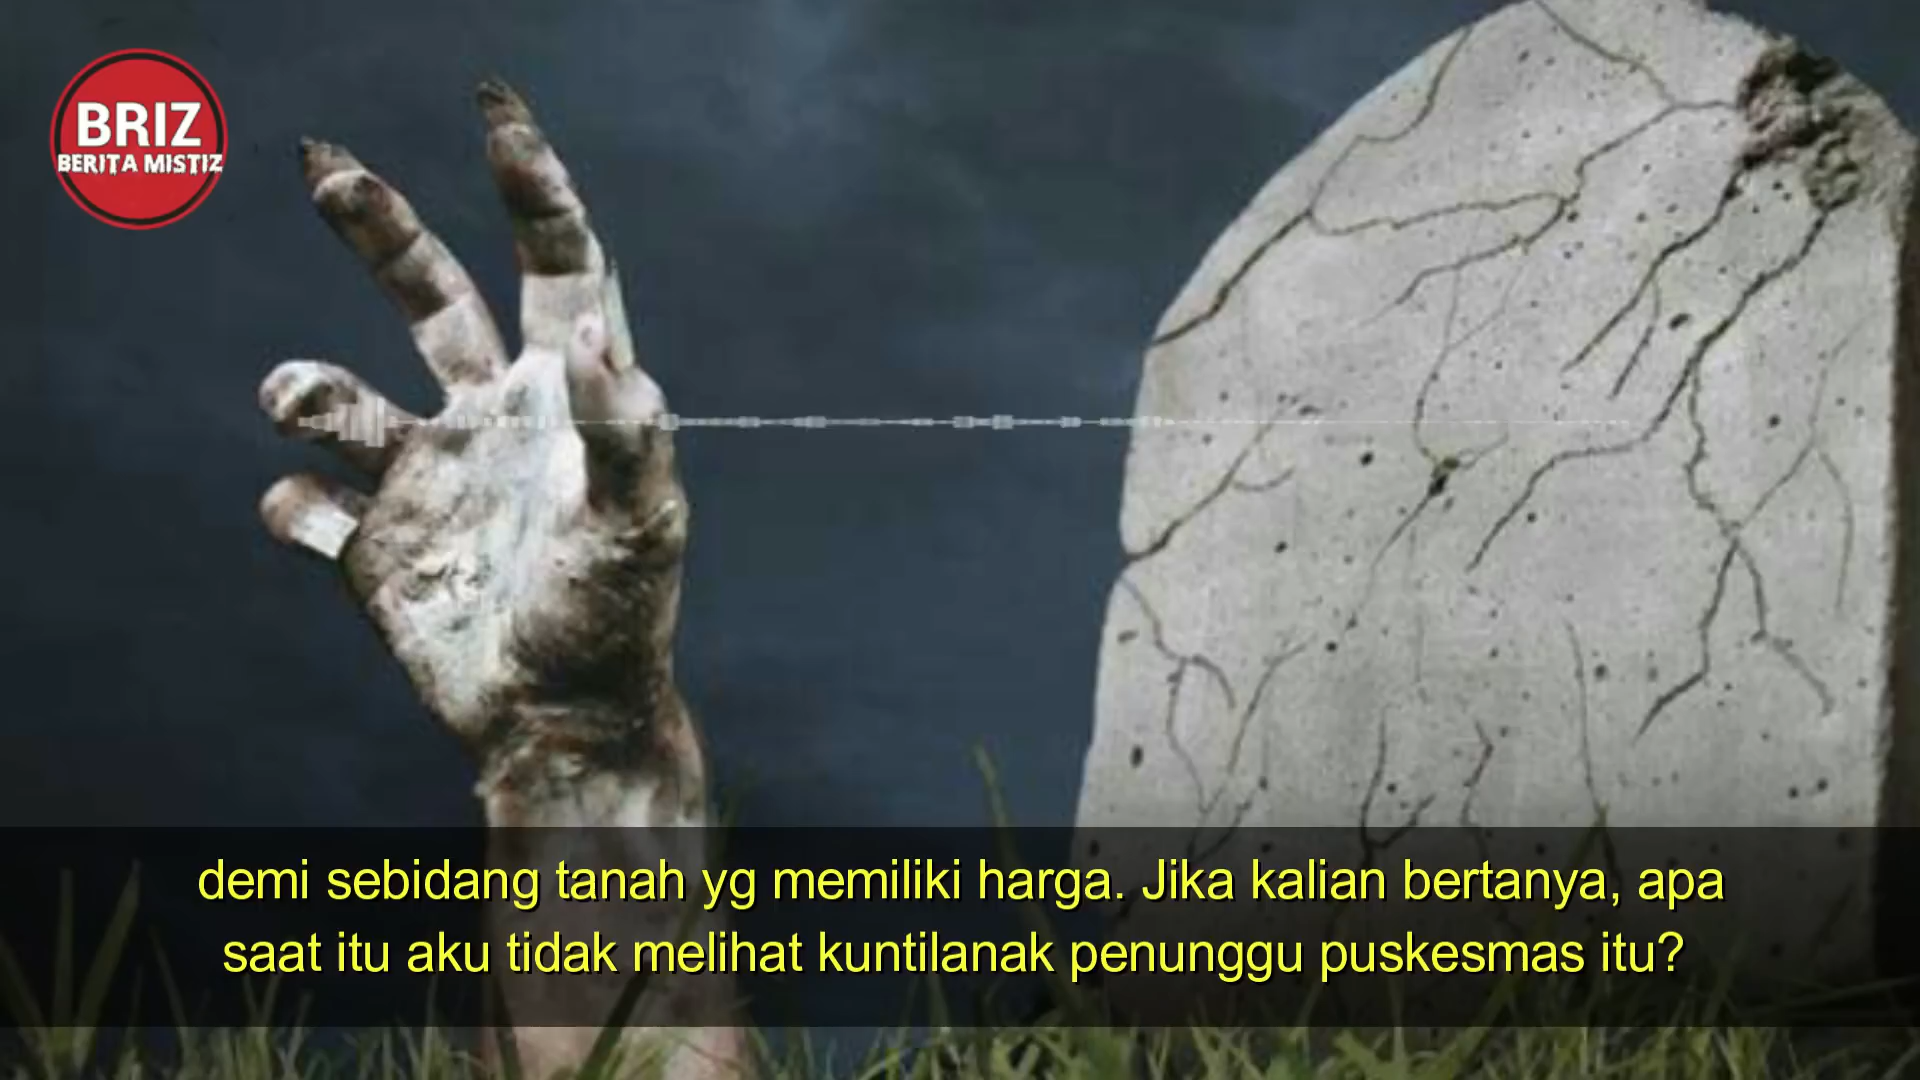 BRIZ
BERITA MISTIZ
demi sebidang tanah yg memiliki harga. Jika kalian bertanya, apa
saat itu aku tidak melihat kuntilanak penunggu puskesmas itu?